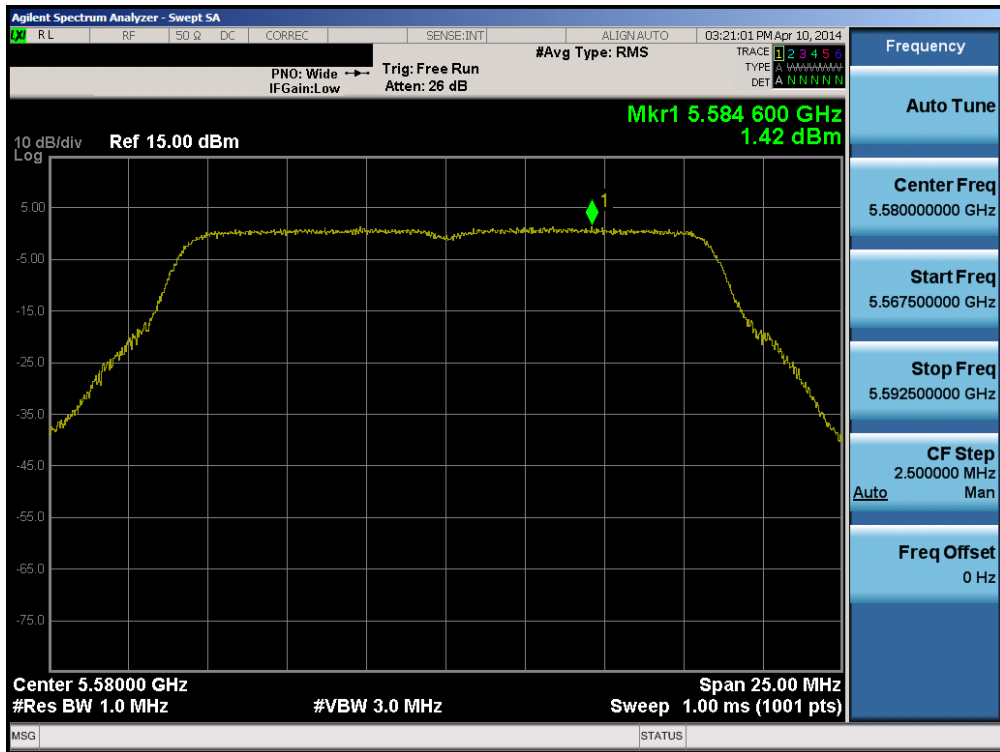 Agilent Spectrum Analyzer - Swept SA
LXI RL RF 50 Ω DC CORREC SENSE:INT ALIGN AUTO 03:21:01 PM Apr 10, 2014
#Avg Type: RMS
TRACE 1 2 3 4 5 6
PNO: Wide Trig: Free Run
TYPE A WWWWW
IFGain:Low Atten: 26 dB
DET A N N N N N
Mkr1 5.584 600 GHz
1.42 dBm
10 dB/div Ref 15.00 dBm
Log
1
5.00
-5.00
-15.0
-25.0
-35.0
-45.0
-55.0
-65.0
-75.0
Center 5.58000 GHz Span 25.00 MHz
#Res BW 1.0 MHz #VBW 3.0 MHz Sweep 1.00 ms (1001 pts)
MSG STATUS
Frequency
Auto Tune
Center Freq
5.580000000 GHz
Start Freq
5.567500000 GHz
Stop Freq
5.592500000 GHz
CF Step
2.500000 MHz
Auto Man
Freq Offset
0 Hz